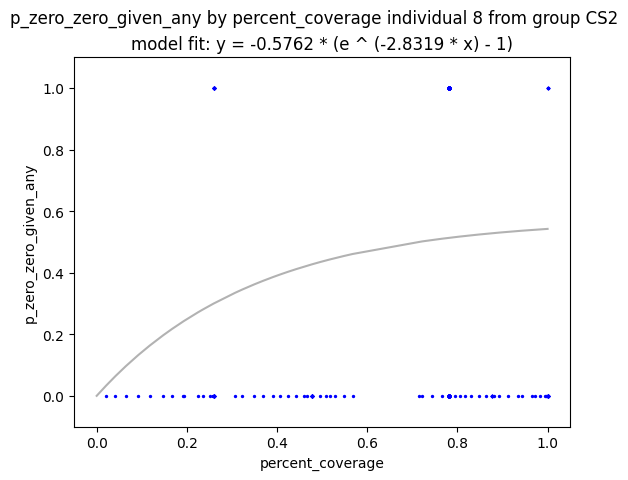 p_zero_zero_given_any by percent_coverage individual 8 from group CS2
model fit: y = -0.5762 * (e ^ (-2.8319 * x) - 1)
1.0
0.8
0.6
0.4
0.2
0.0
p_zero_zero_given_any
0.0 0.2 0.4 0.6 0.8 1.0
percent_coverage